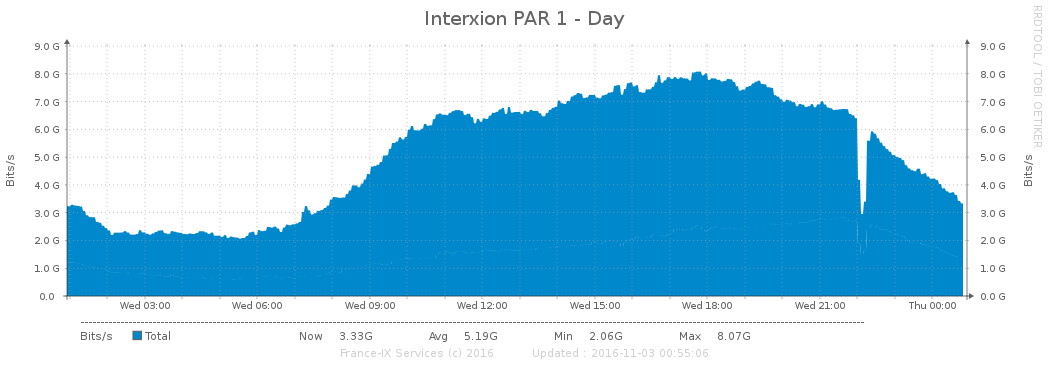 Interxion PAR 1 - Day
RRDTOOL / TOBI OETIKER
Bits/s
9.0 G 9.0 G
8.0 G 8.0 G
7.0 G 7.0 G
6.0 G 6.0 G
5.0 G 5.0 G
4.0 G 4.0 G
3.0 G 3.0 G
2.0 G 2.0 G
1.0 G 1.0 G
0.0 0.0 G
Bits/s
Wed 03:00 Wed 06:00 Wed 09:00 Wed 12:00 Wed 15:00 Wed 18:00 Wed 21:00 Thu 00:00
Bits/s Total Now 3.33G Avg 5.19G Min 2.06G Max 8.07G
France-IX Services (c) 2016 Updated : 2016-11-03 00:55:06